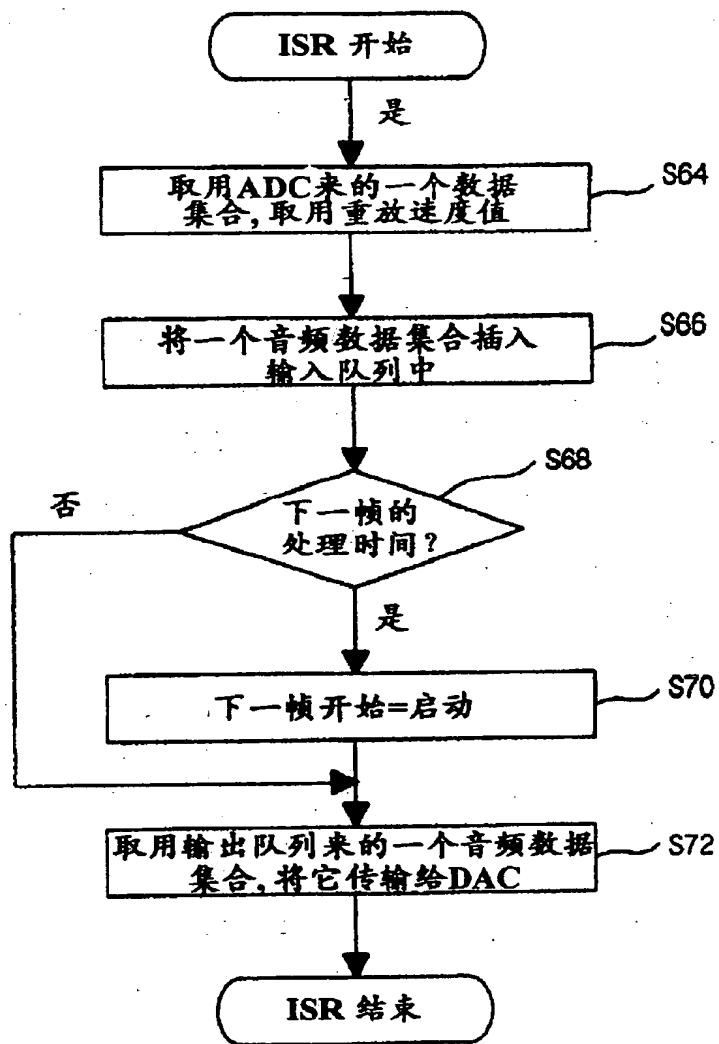 ISR 开始
是
取用ADC来的一个数据
集合,取用重放速度值
S64
将一个音频数据集合插入
输入队列中
S66
S68
否
下一帧的
处理时间?
是
下一帧开始=启动
S70
取用输出队列来的一个音频数据
集合,将它传输给DAC
S72
ISR 结束